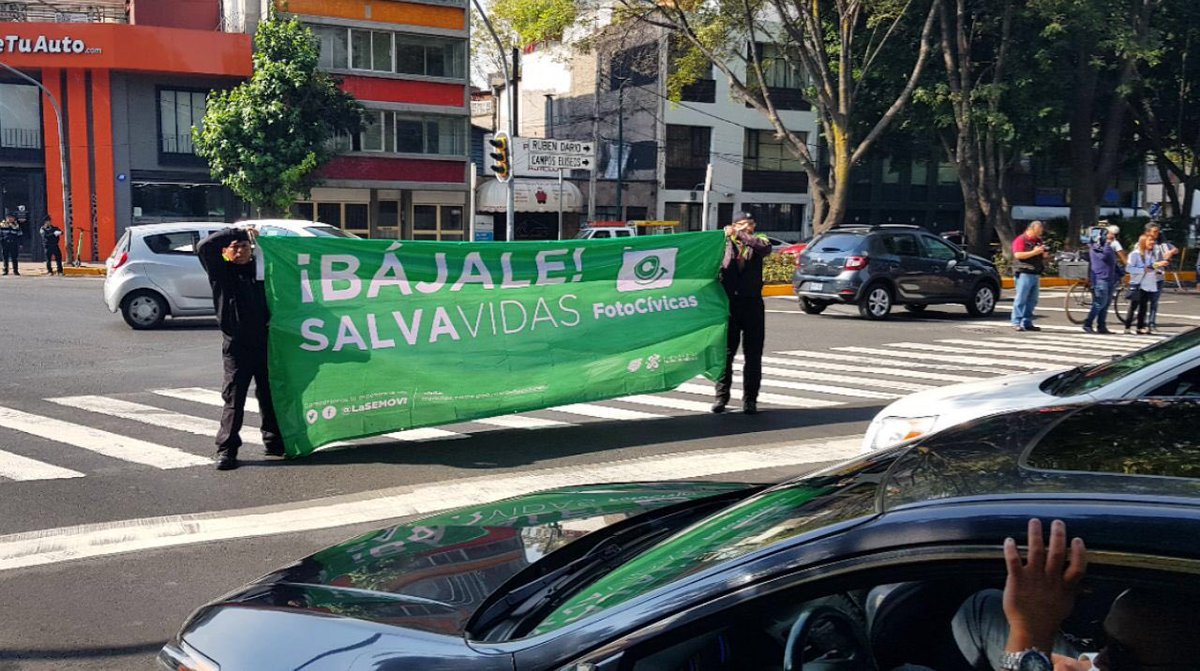 eTuAuto.com
RUBEN DARIO
CAMPOS ELISEOS
¡BÁJALE!
SALVAVIDAS
FotoCívicas
@LaSEMOVI